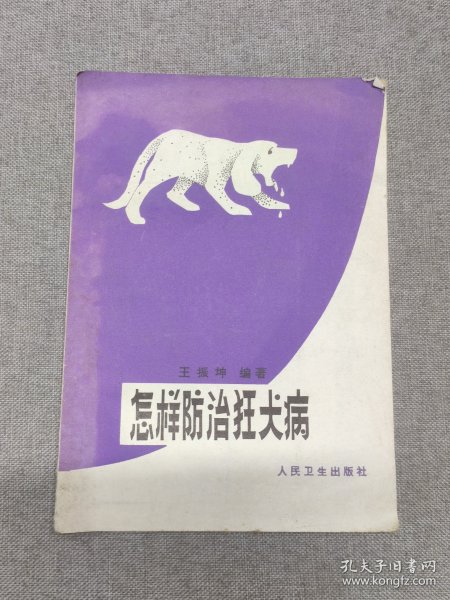 王振坤 编著
怎样防治狂犬病
人民卫生出版社
孔夫子旧书网
www.kongfz.com